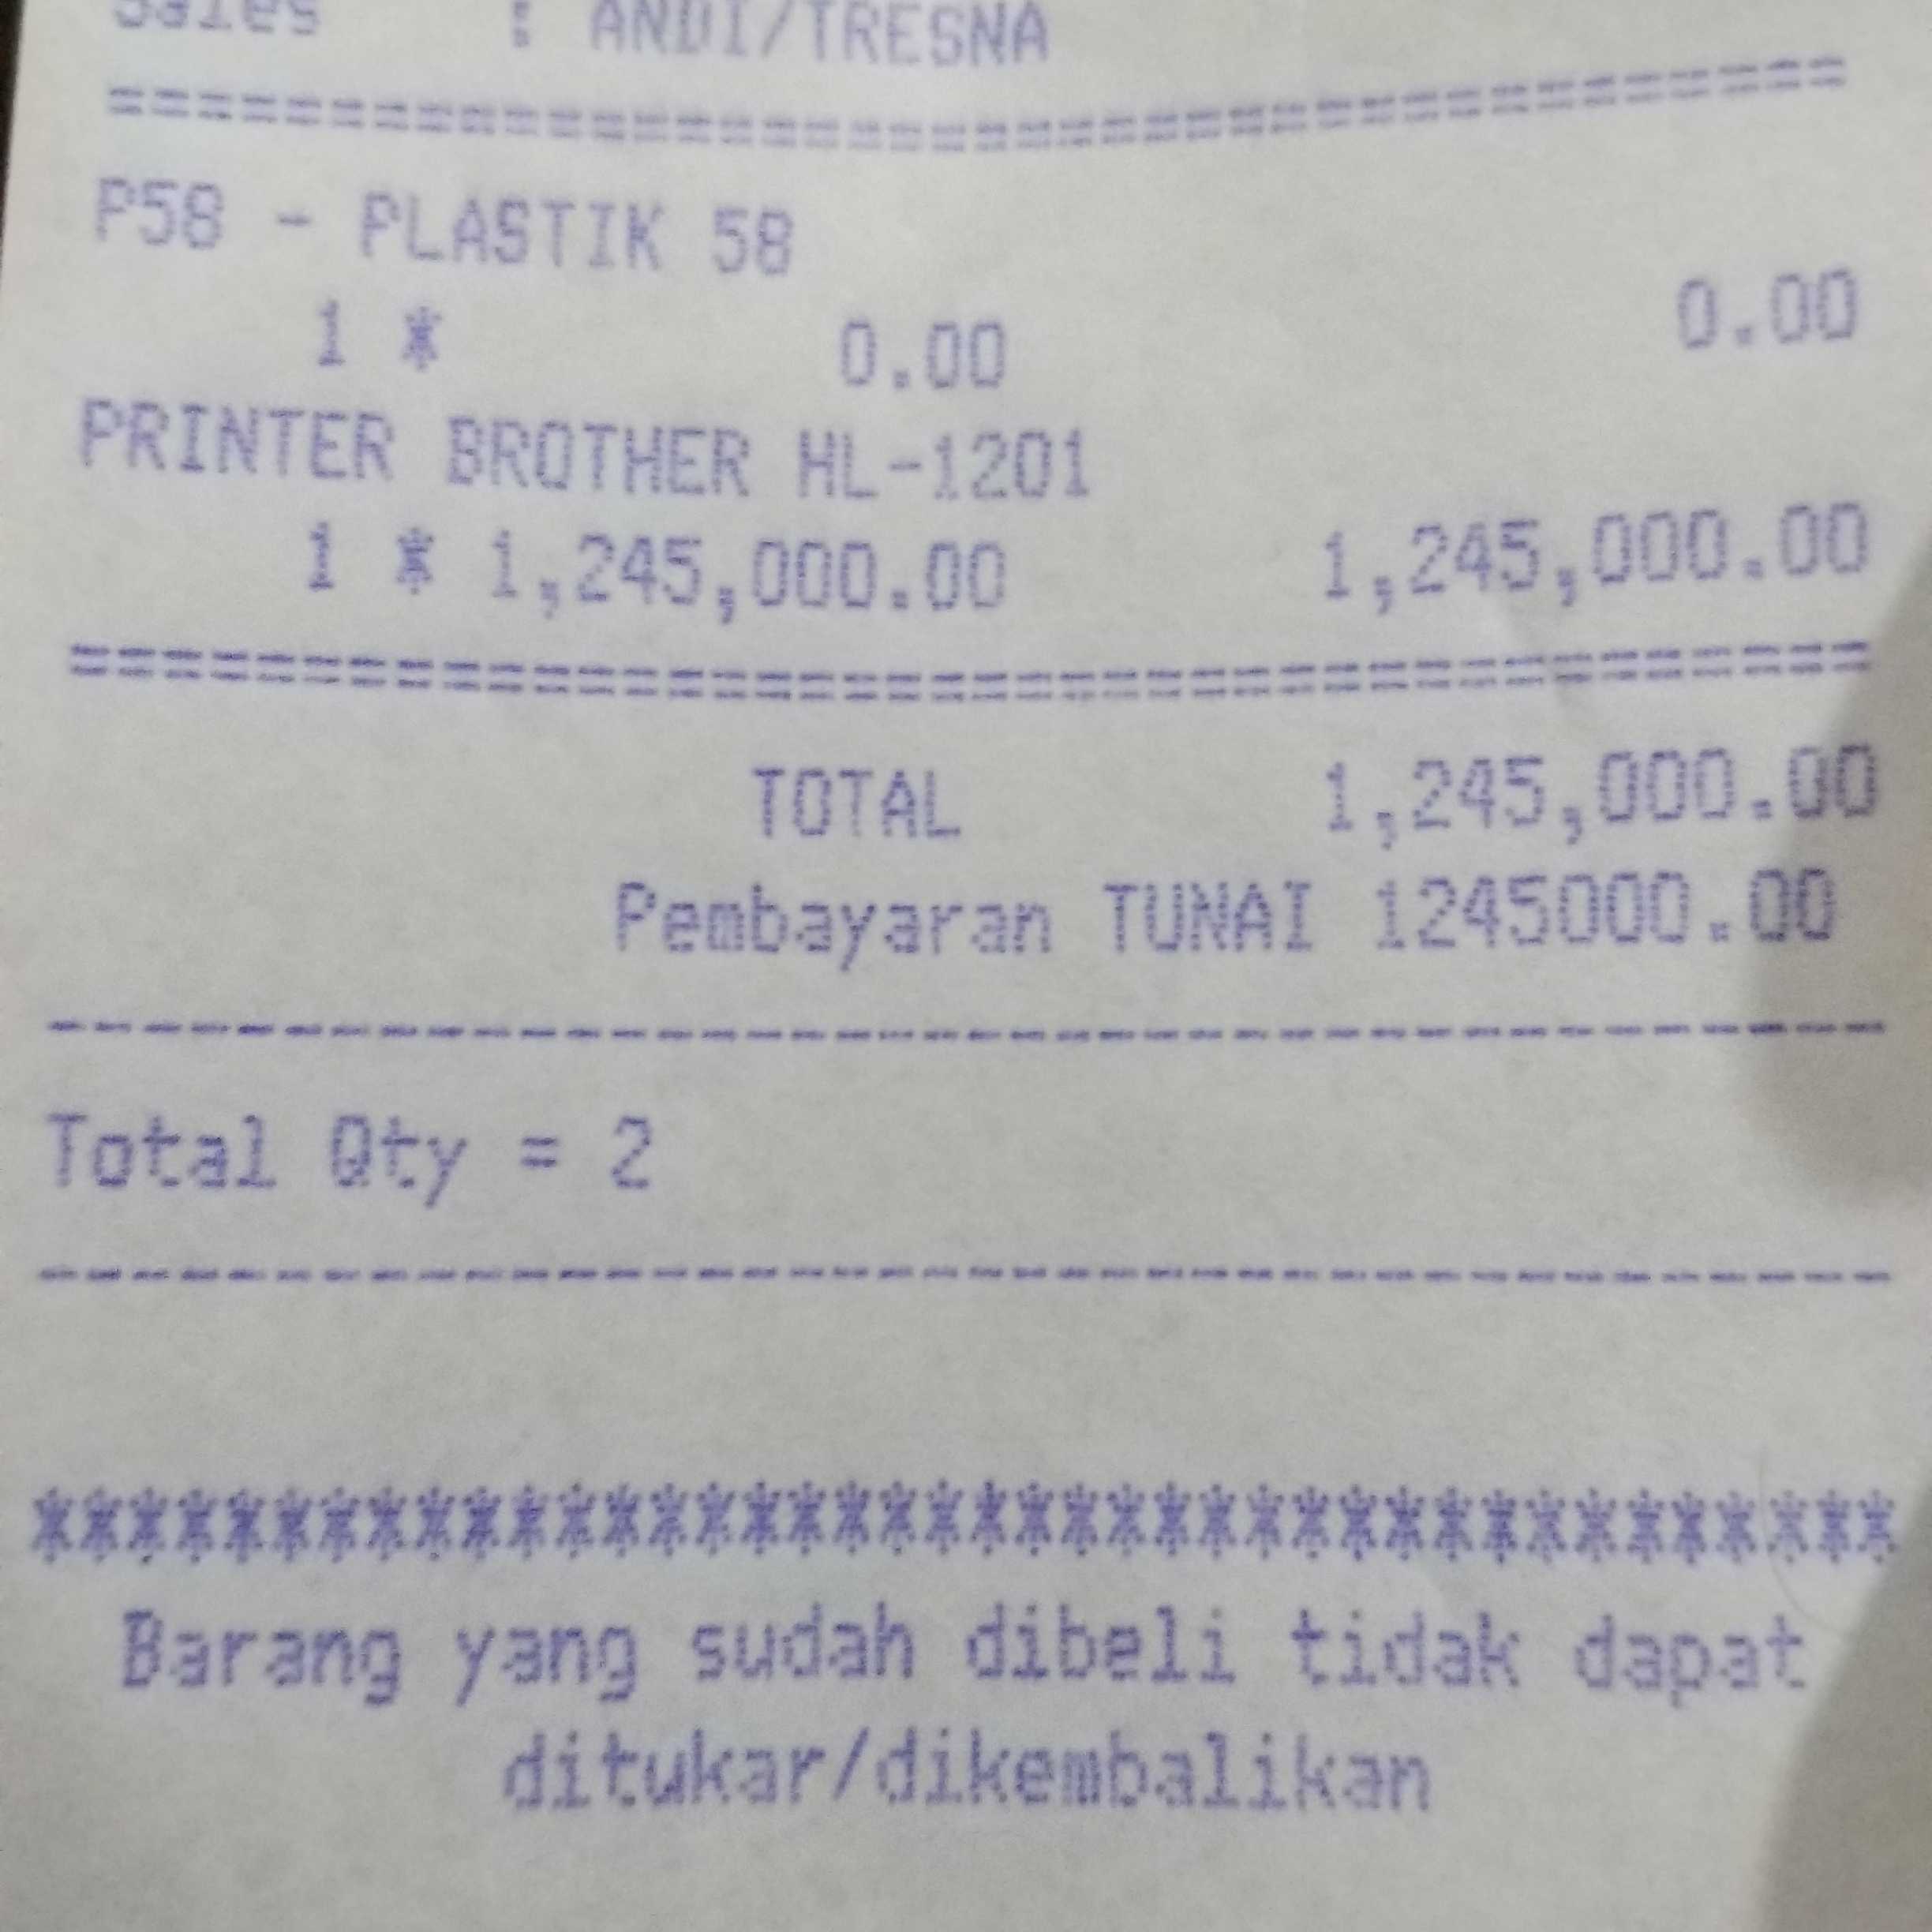 Sales : ANDI/TRESNA
======================================
P58 - PLASTIK 58
1 * 0.00 0.00
PRINTER BROTHER HL-1201
1 * 1,245,000.00 1,245,000.00
======================================
TOTAL 1,245,000.00
Pembayaran TUNAI 1245000.00
----------------------------------------
Total Qty = 2
----------------------------------------
****************************************
Barang yang sudah dibeli tidak dapat
ditukar/dikembalikan